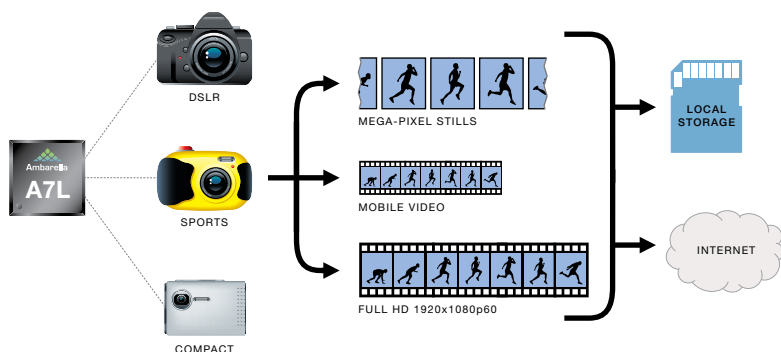 DSLR
MEGA-PIXEL STILLS
LOCAL
STORAGE
Ambarella
A7L
SPORTS
MOBILE VIDEO
INTERNET
FULL HD 1920x1080p60
COMPACT